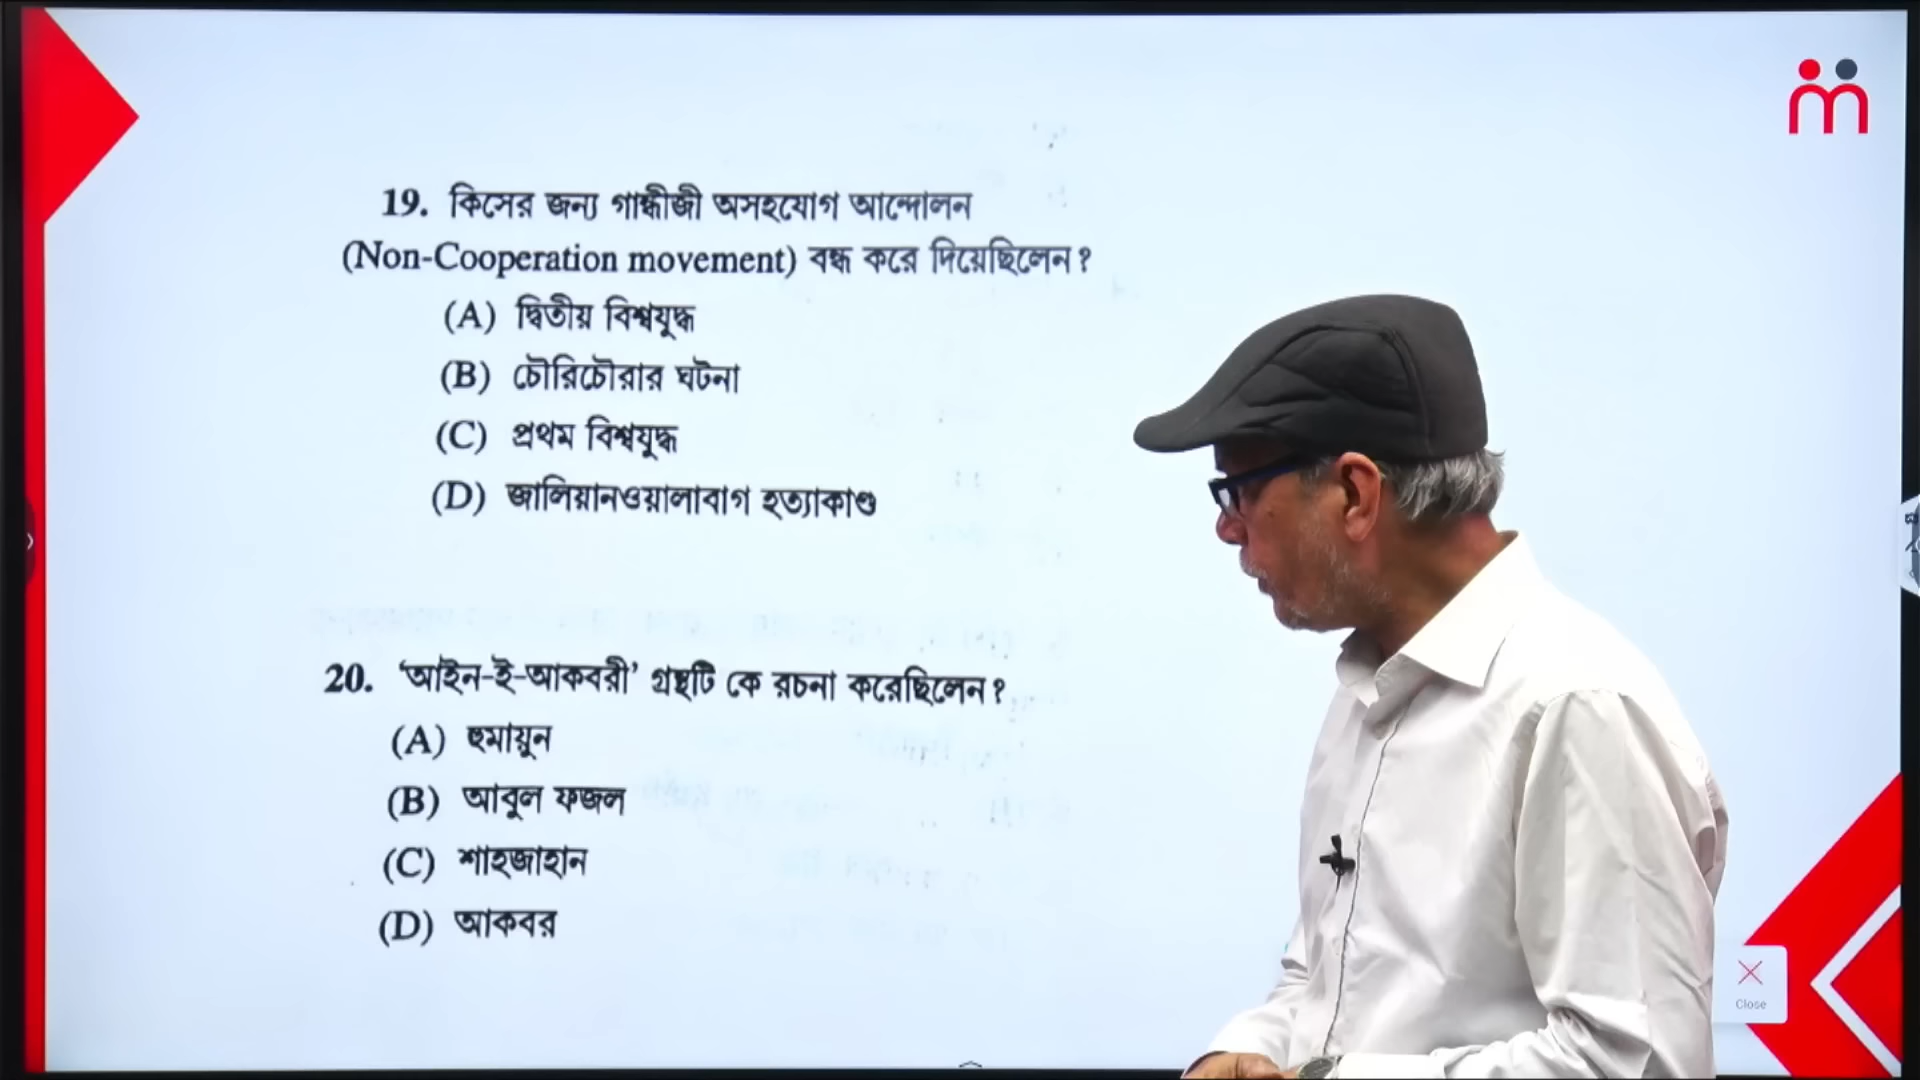 19. কিসের জন্য গান্ধীজী অসহযোগ আন্দোলন
(Non-Cooperation movement) বন্ধ করে দিয়েছিলেন ?
(A) দ্বিতীয় বিশ্বযুদ্ধ
(B) চৌরিচৌরার ঘটনা
(C) প্রথম বিশ্বযুদ্ধ
(D) জালিয়ানওয়ালাবাগ হত্যাকাণ্ড
20. ‘আইন-ই-আকবরী’ গ্রন্থটি কে রচনা করেছিলেন ?
(A) হুমায়ুন
(B) আবুল ফজল
(C) শাহজাহান
(D) আকবর
Close